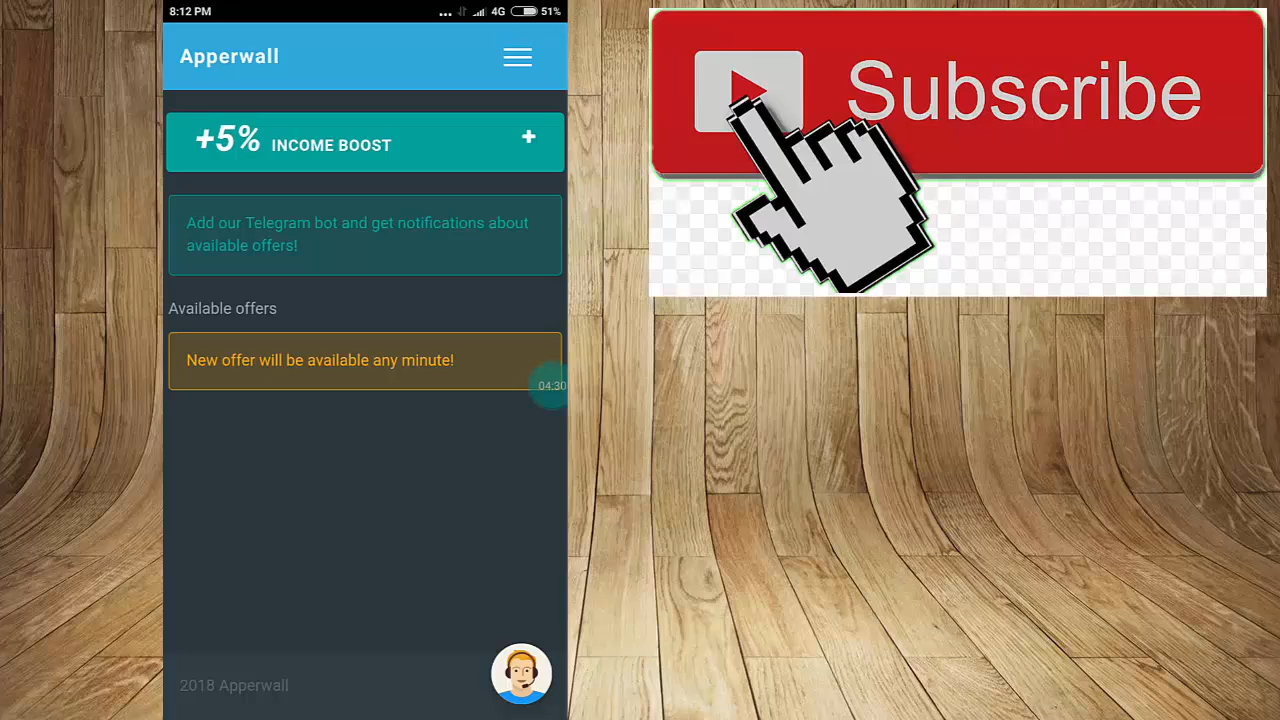 8:12 PM
4G
51%
Apperwall
+5% INCOME BOOST
+
Add our Telegram bot and get notifications about
available offers!
Available offers
New offer will be available any minute!
04:30
2018 Apperwall
Subscribe